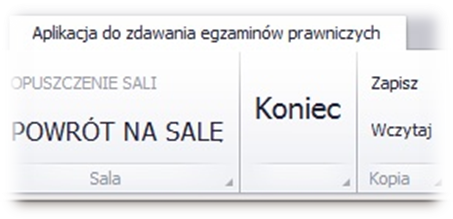 Aplikacja do zdawania egzaminów prawniczych
OPUSZCZENIE SALI
POWRÓT NA SALĘ
Sala
Koniec
Zapisz
Wczytaj
Kopia